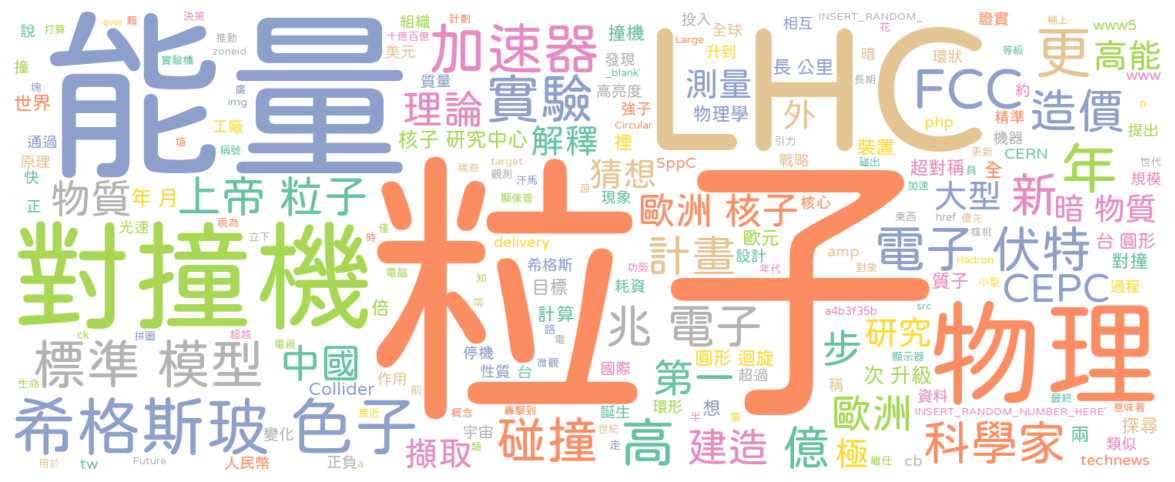 能量
LHC
粒子
對撞機
物理
加速器
實驗
理論
FCC
更
高能
造價
測量
外
猜想
解釋
核子 研究中心
上帝 粒子
物質
年 月
歐洲 核子
計畫
兆 電子
電子 伏特
CEPC
新
年
暗 物質
大型
標準 模型
中國
希格斯玻 色子
擷取
碰撞
高
建造
億
極
歐洲
科學家
研究
步
第一
說
打算
avw
顆
決策
計劃
組織
十億百億
美元
推動
zoneid
實驗機
撞
塊
廣
img
世界
工廠
項
稱號
通過
原理
快
正
光速
視為
立下
時
僅
電腦
倍
質量
撞機
投入
全球
發現
升到
Large
_blank'
高亮度
強子
Circular
裡
物理學
SppC
相互
INSERT_RANDOM_
花
暗
長 公里
環狀
證實
補上
www5
www
等級
長期
約
n
精準
php
提出
機器
引力
裝置
戰略
碰出
CERN
更新
超對稱
具
全
世代
規模
加速
東西
href
優先
核桃
台 圓形
對撞
Hadron
小型
過程
質子
src
a4b3f35b
稀奇
target
觀測
汗馬
源
顯像管
現象
核心
delivery
歐元
設計
功勞
年代
amp
對象
希格斯
目標
耗資
知
需
計算
路
電
停機
微觀
性質
台
國際
圓形 迴旋
超過
顯示器
次 升級
稱
資料
最終
INSERT_RANDOM_NUMBER_HERE'
意味著
探尋
兩
類似
technews
cb
繼任
票
半
想
環形
誕生
轟擊到
世紀
走
宇宙
類
概念
前
作用
接近
Collider
電視
超越
拼圖
ck
生命
變化
正負
a
人民幣
Future
tw
用於